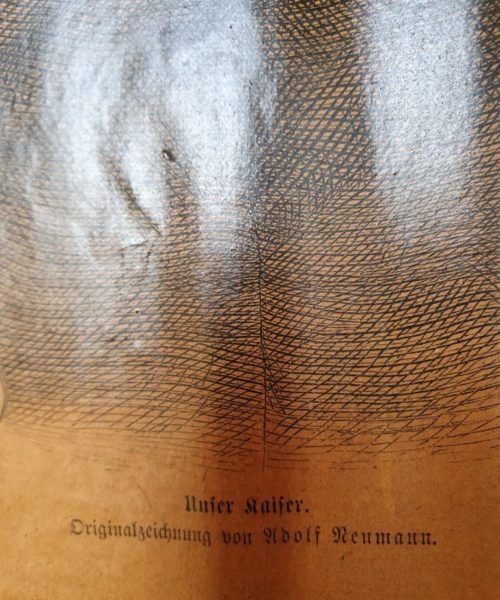 Unſer Kaiſer.
Originalzeichnung von Adolf Neumann.